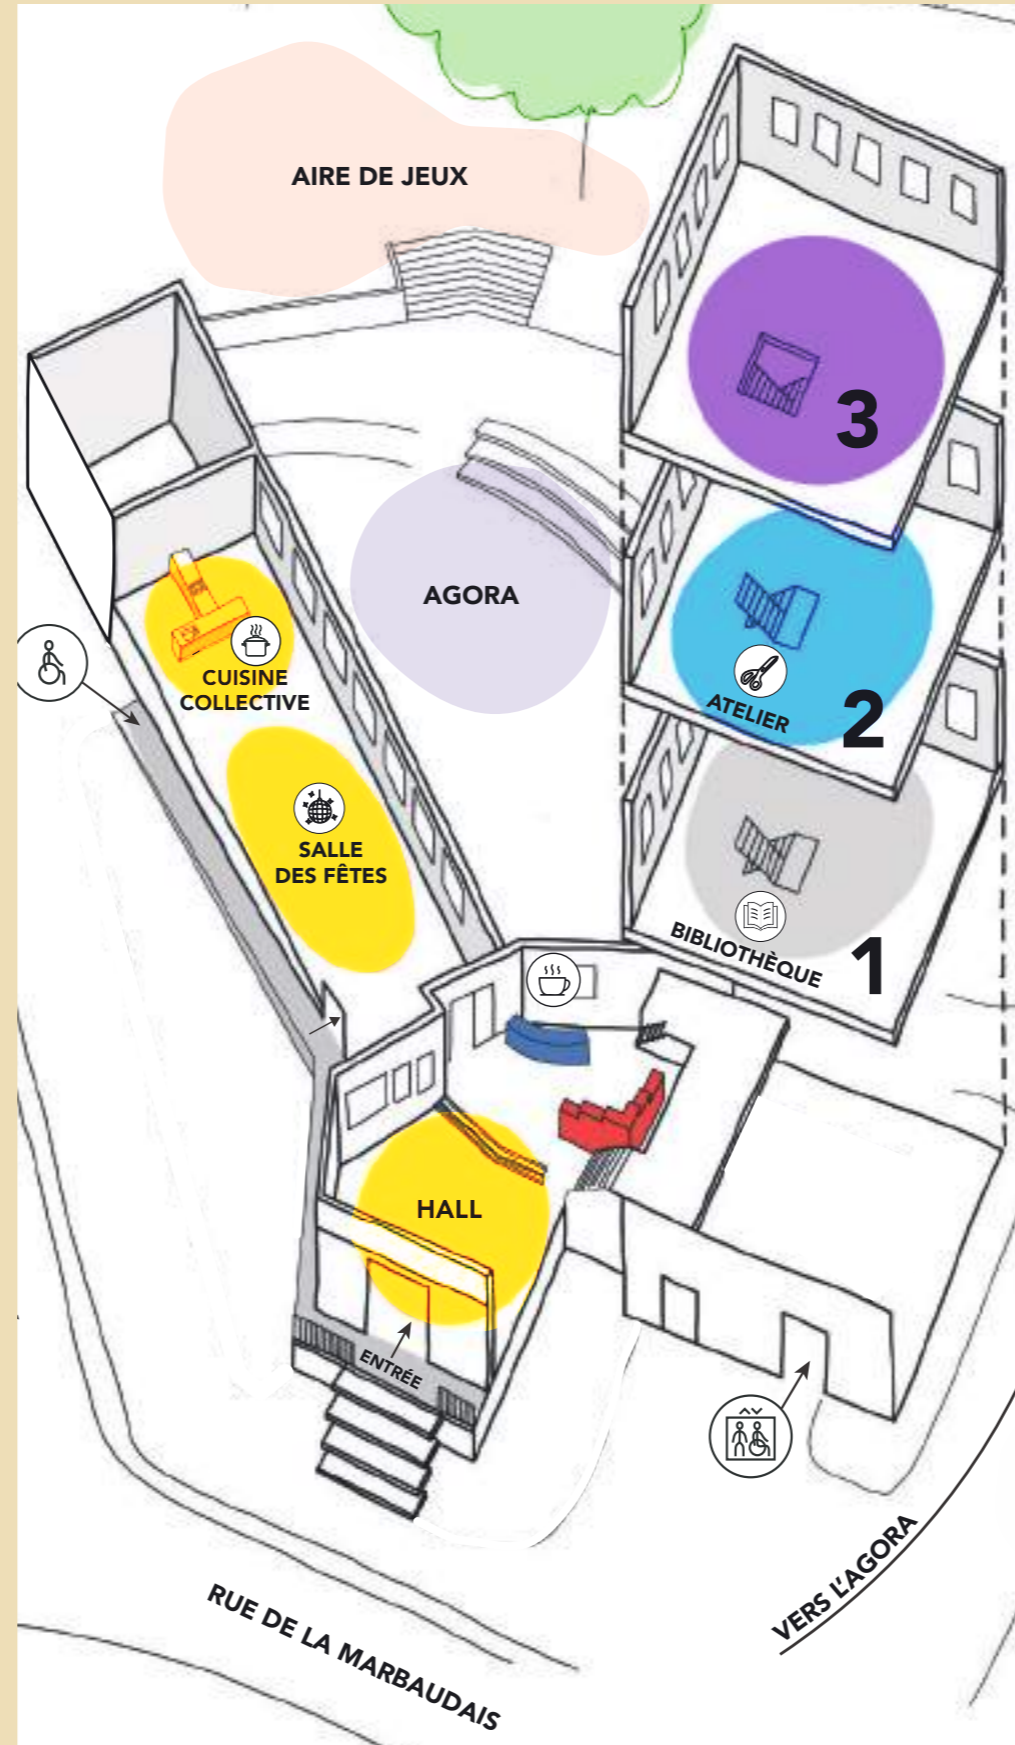 AIRE DE JEUX
3
AGORA
CUISINE
COLLECTIVE
ATELIER
2
SALLE
DES FÊTES
BIBLIOTHÈQUE
1
HALL
ENTRÉE
VERS L'AGORA
RUE DE LA MARBAUDAIS